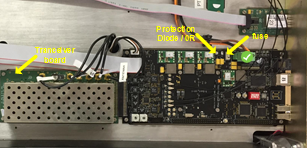 Protection
Diode / 0R
fuse
Transceiver
board